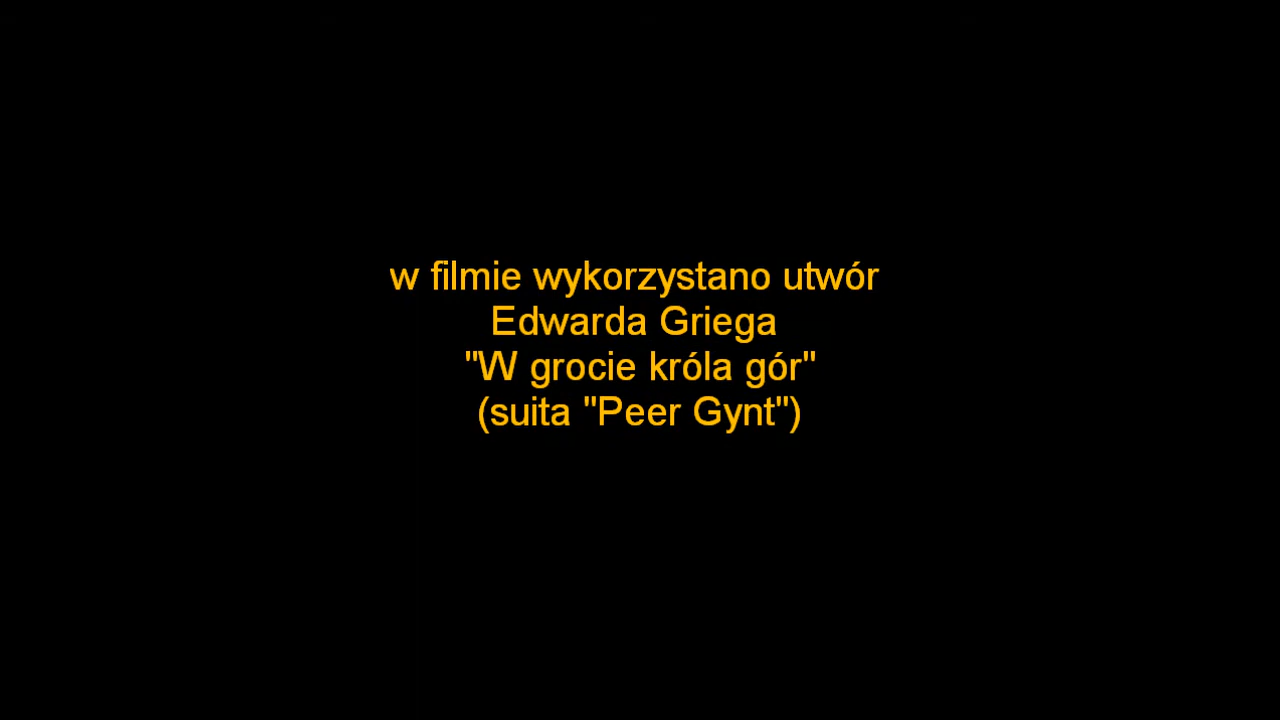 w filmie wykorzystano utwór
Edwarda Griega
"W grocie króla gór"
(suita "Peer Gynt")